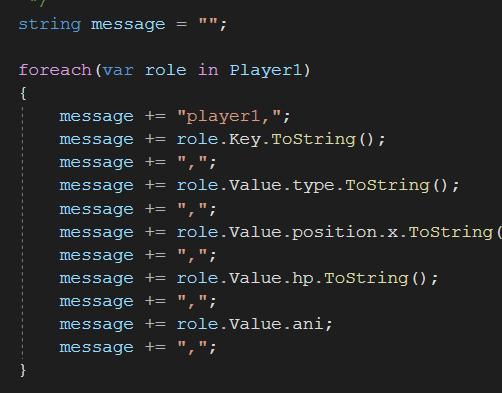 */
string message = "";
foreach(var role in Player1)
{
message += "player1,";
message += role.Key.ToString();
message += ",";
message += role.Value.type.ToString();
message += ",";
message += role.Value.position.x.ToString(
message += ",";
message += role.Value.hp.ToString();
message += ",";
message += role.Value.ani;
message += ",";
}